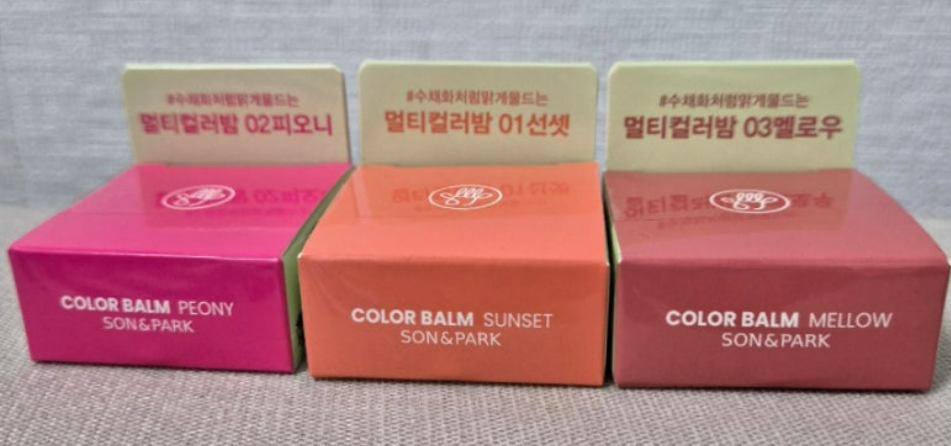 #수채화처럼맑게물드는
멀티컬러밤 02피오니
COLOR BALM PEONY
SON&PARK
#수채화처럼맑게물드는
멀티컬러밤 01선셋
COLOR BALM SUNSET
SON&PARK
#수채화처럼맑게물드는
멀티컬러밤 03멜로우
COLOR BALM MELLOW
SON&PARK